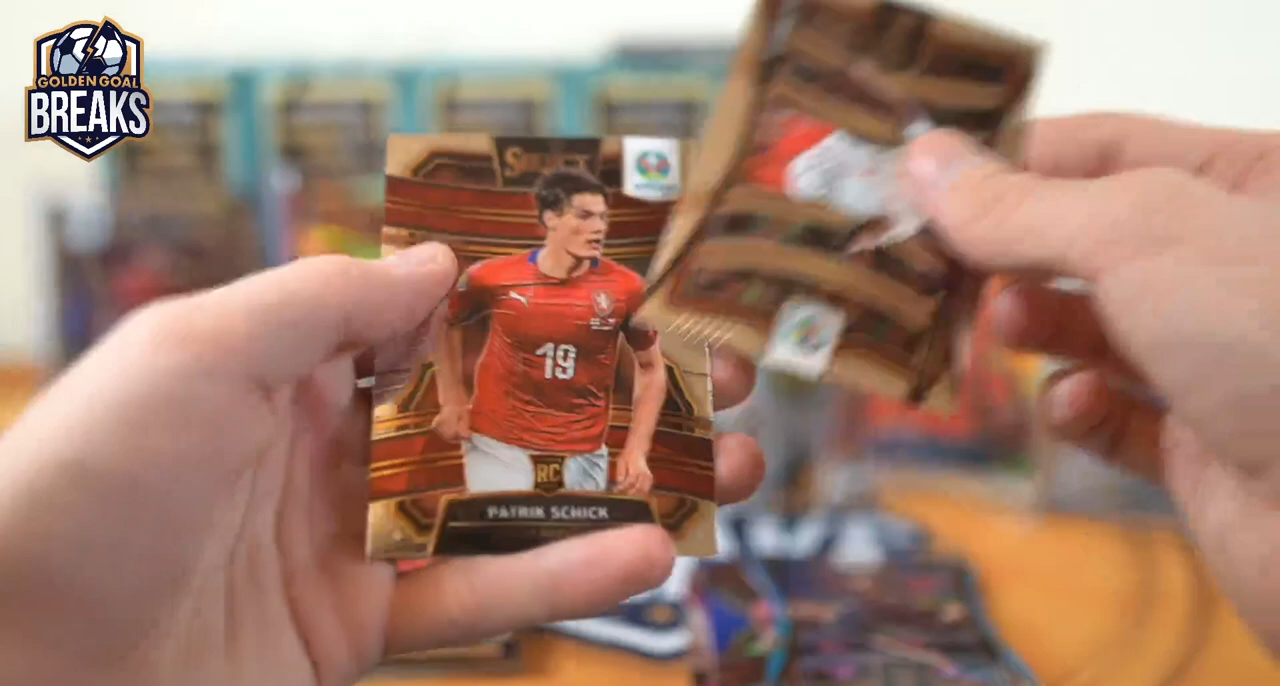 GOLDEN GOAL
BREAKS
SELECT
19
RC
PATRIK SCHICK